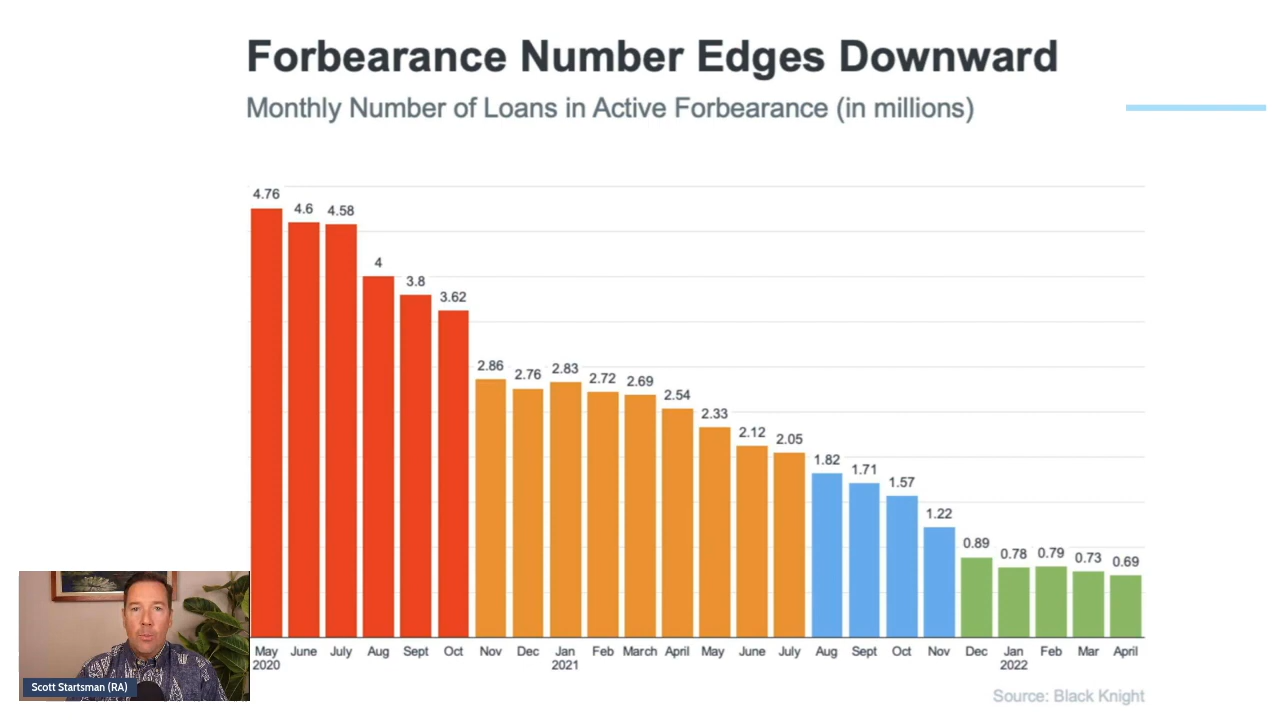 Forbearance Number Edges Downward
Monthly Number of Loans in Active Forbearance (in millions)
4.76 4.6 4.58 4 3.8 3.62 2.86 2.76 2.83 2.72 2.69 2.54 2.33 2.12 2.05 1.82 1.71 1.57 1.22 0.89 0.78 0.79 0.73 0.69
May June July Aug Sept Oct Nov Dec Jan Feb March April May June July Aug Sept Oct Nov Dec Jan Feb Mar April
2020 2021 2022
Scott Startsman (RA)
Source: Black Knight